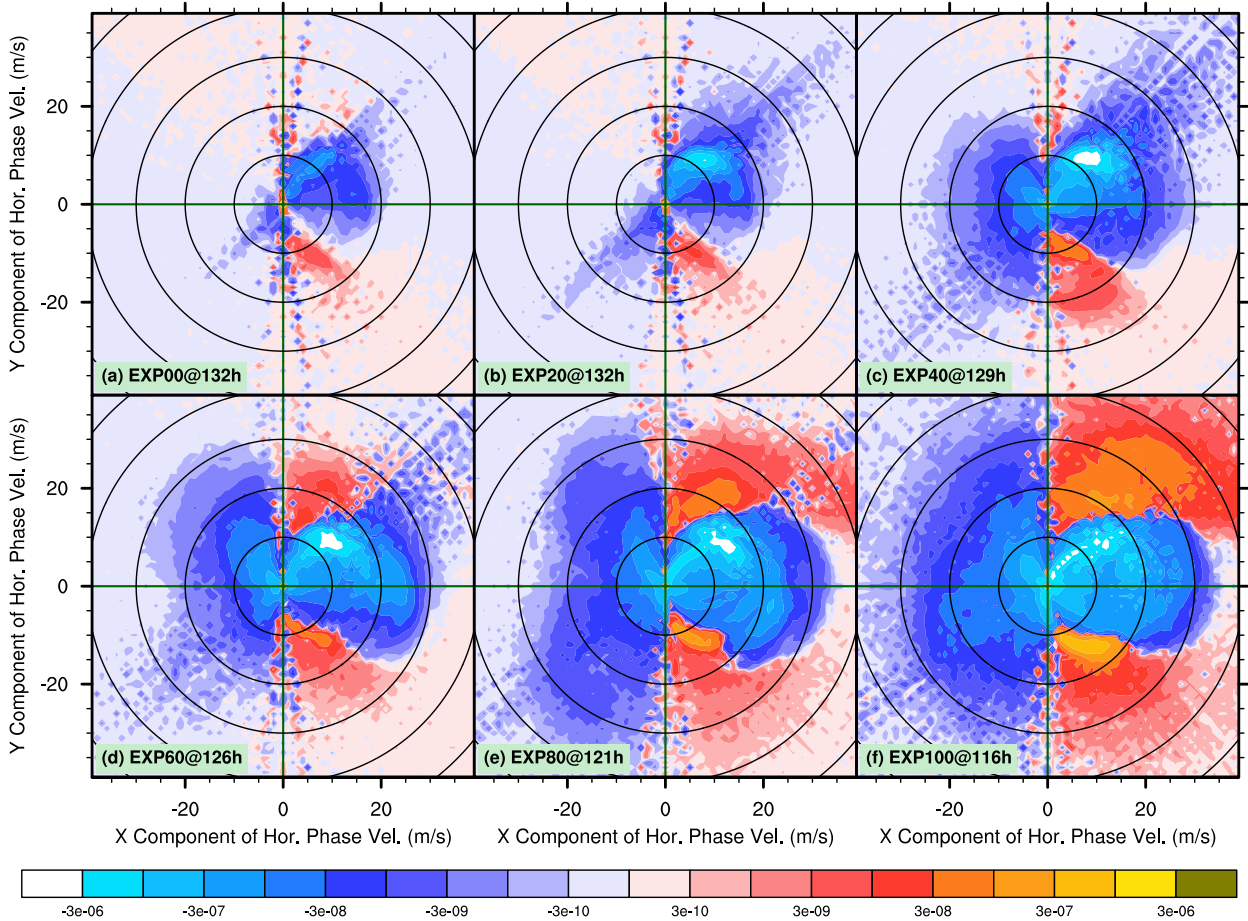 Y Component of Hor. Phase Vel. (m/s)
20
0
-20
(a) EXP00@132h
(b) EXP20@132h
(c) EXP40@129h
Y Component of Hor. Phase Vel. (m/s)
20
0
-20
(d) EXP60@126h
(e) EXP80@121h
(f) EXP100@116h
-20 0 20
-20 0 20
-20 0 20
X Component of Hor. Phase Vel. (m/s)
X Component of Hor. Phase Vel. (m/s)
X Component of Hor. Phase Vel. (m/s)
-3e-06 -3e-07 -3e-08 -3e-09 -3e-10 3e-10 3e-09 3e-08 3e-07 3e-06